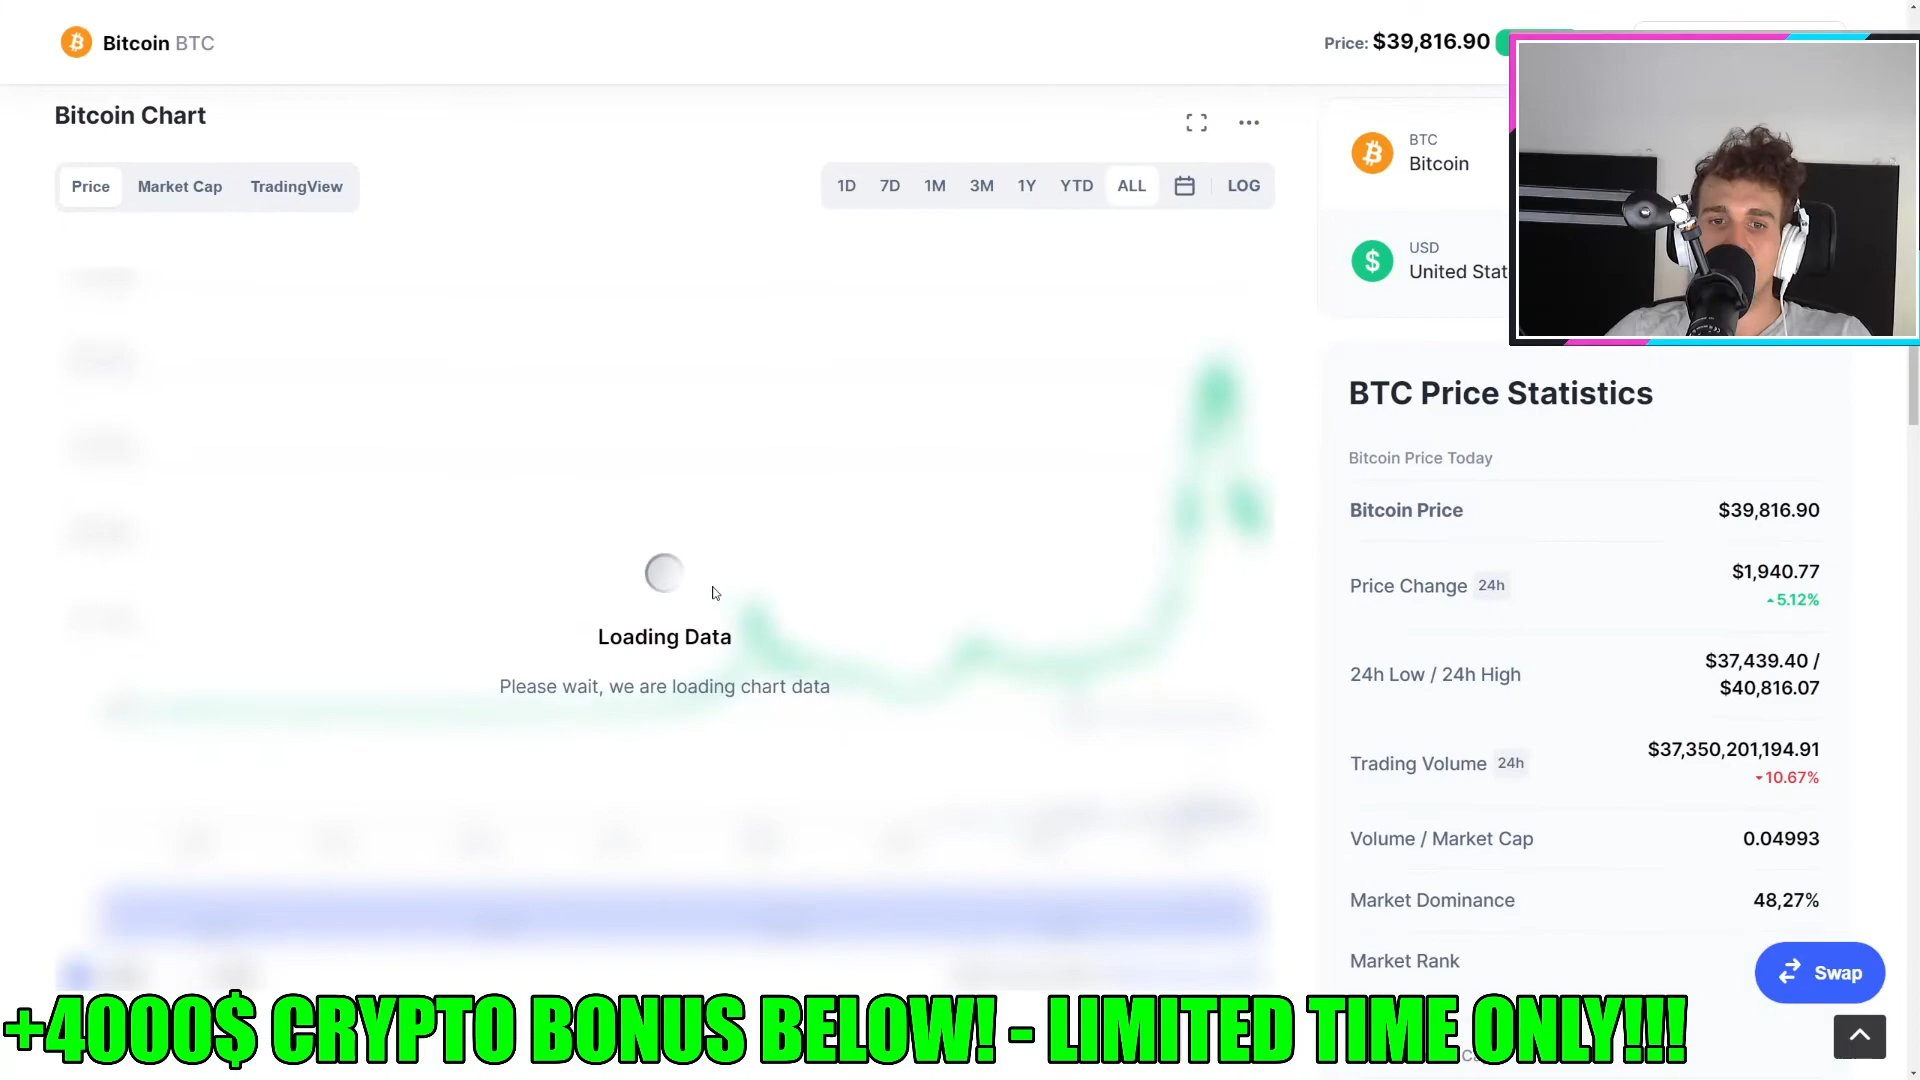 Bitcoin BTC
Price: $39,816.90
Bitcoin Chart
Price Market Cap TradingView
1D 7D 1M 3M 1Y YTD ALL LOG
BTC
Bitcoin
USD
United Stat
Loading Data
Please wait, we are loading chart data
BTC Price Statistics
Bitcoin Price Today
Bitcoin Price $39,816.90
Price Change 24h $1,940.77
5.12%
24h Low / 24h High $37,439.40 /
$40,816.07
Trading Volume 24h $37,350,201,194.91
10.67%
Volume / Market Cap 0.04993
Market Dominance 48,27%
Market Rank
Swap
+4000$ CRYPTO BONUS BELOW! - LIMITED TIME ONLY!!!